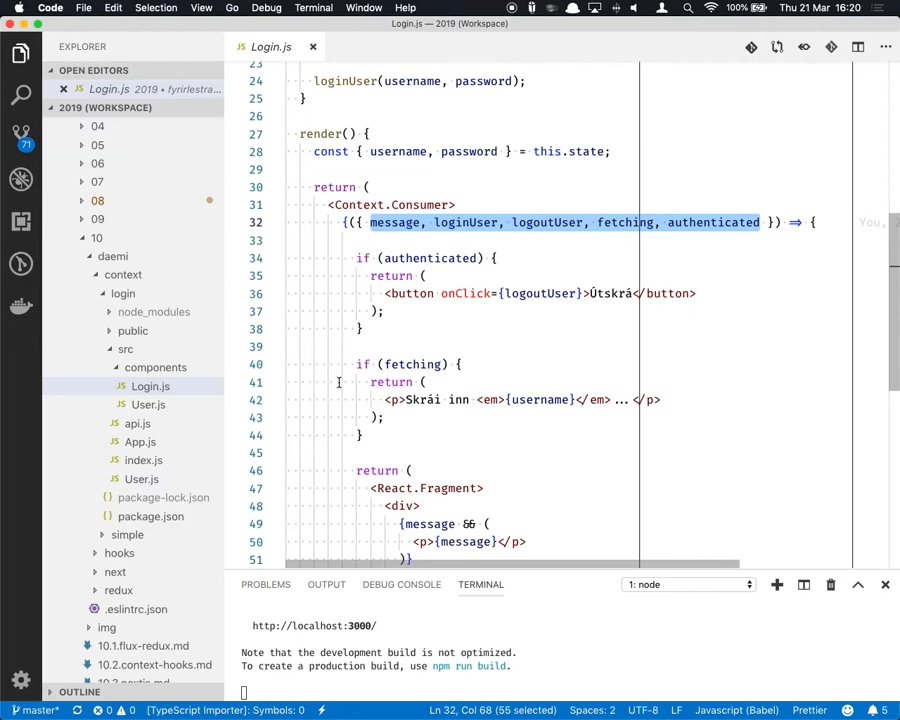 Code File Edit Selection View Go Debug Terminal Window Help 100% Thu 21 Mar 16:20
Login.js — 2019 (Workspace)
EXPLORER
Login.js ×
OPEN EDITORS
× JS Login.js 2019 • fyrirlestra...
2019 (WORKSPACE)
04
05
06
07
08
09
10
daemi
context
login
node_modules
public
src
components
JS Login.js
JS User.js
JS api.js
JS App.js
JS index.js
JS User.js
{} package-lock.json
{} package.json
simple
hooks
next
redux
.eslintrc.json
img
10.1.flux-redux.md
10.2.context-hooks.md
OUTLINE
71
23
24 loginUser(username, password);
25 }
26
27 render() {
28 const { username, password } = this.state;
29
30 return (
31 <Context.Consumer>
32 {({ message, loginUser, logoutUser, fetching, authenticated }) => { You,
33
34 if (authenticated) {
35 return (
36 <button onClick={logoutUser}>Útskrá</button>
37 );
38 }
39
40 if (fetching) {
41 return (
42 <p>Skrái inn <em>{username}</em>...</p>
43 );
44 }
45
46 return (
47 <React.Fragment>
48 <div>
49 {message && (
50 <p>{message}</p>
51 )}
PROBLEMS OUTPUT DEBUG CONSOLE TERMINAL 1: node
http://localhost:3000/
Note that the development build is not optimized.
To create a production build, use npm run build.
master* 0 0 [TypeScript Importer]: Symbols: 0 Ln 32, Col 68 (55 selected) Spaces: 2 UTF-8 LF Javascript (Babel) Prettier 5